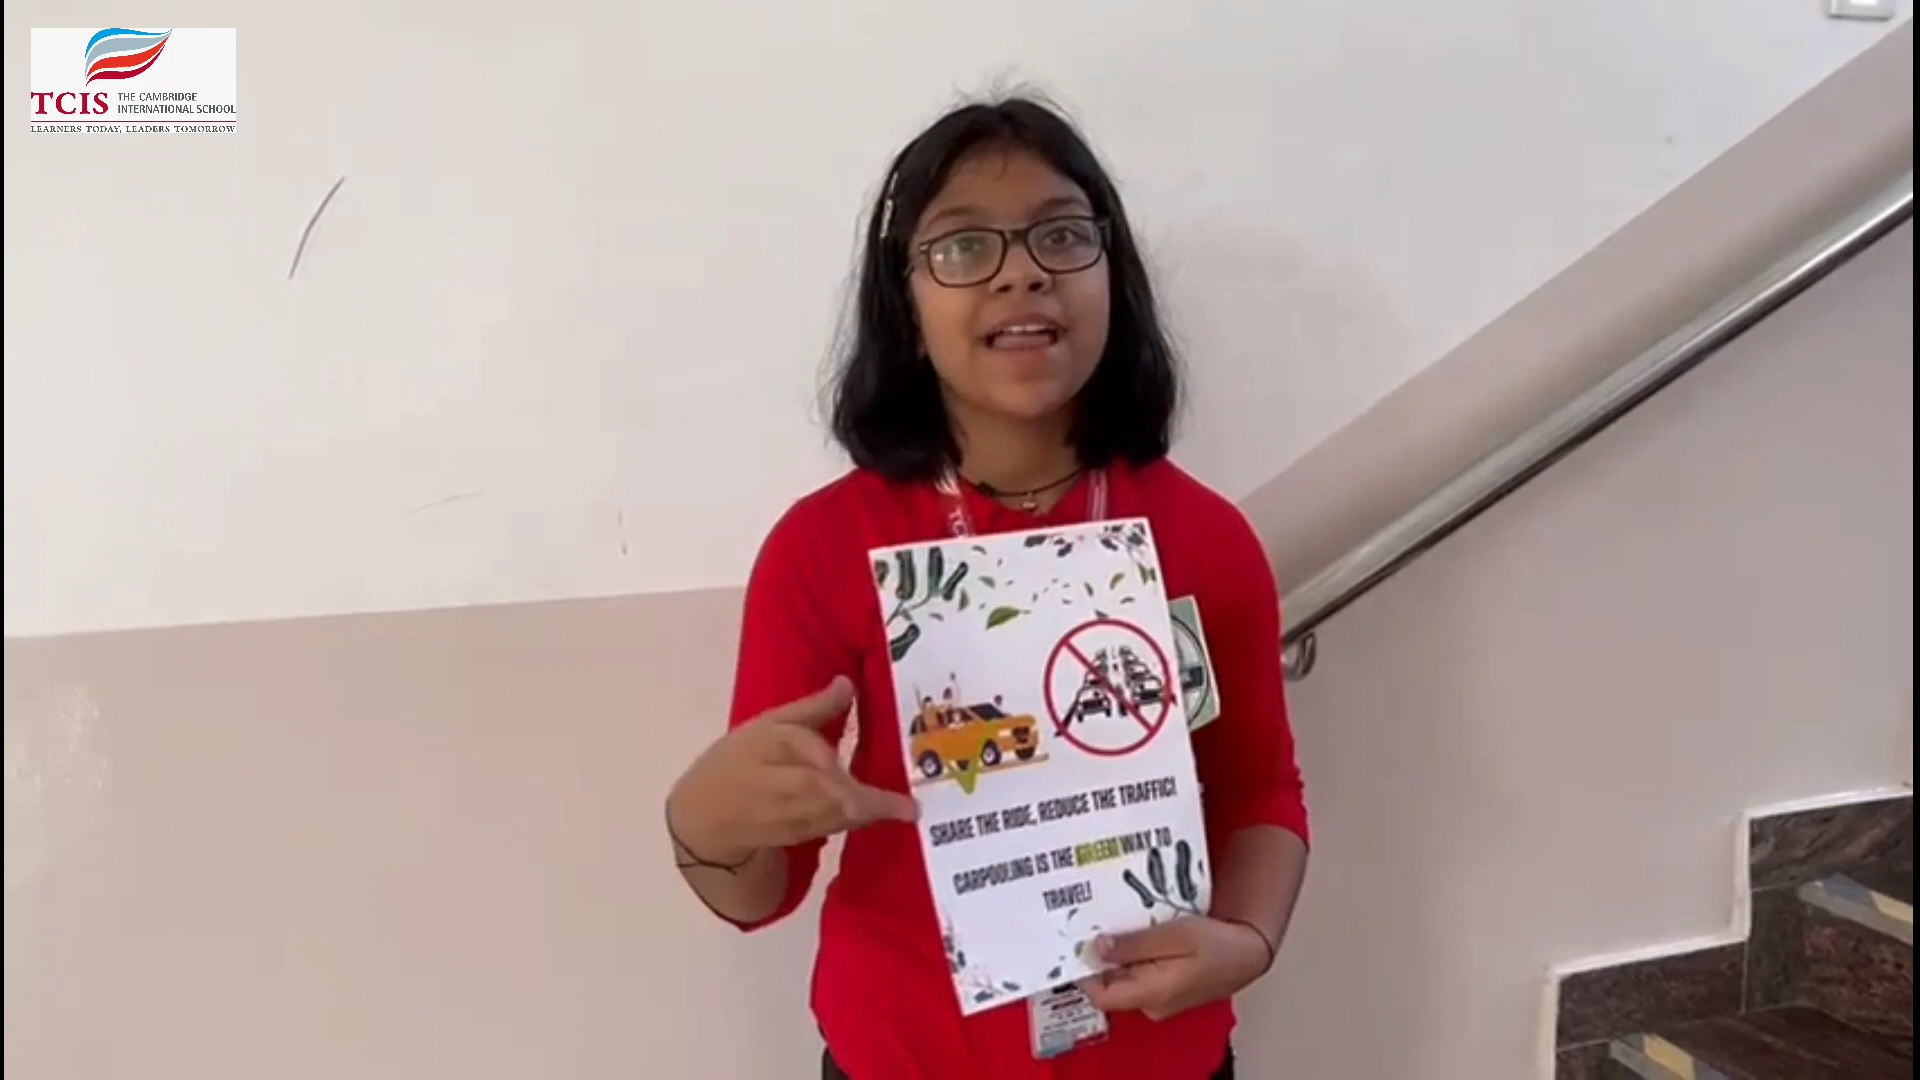 TCIS THE CAMBRIDGE
INTERNATIONAL SCHOOL
LEARNERS TODAY, LEADERS TOMORROW
SHARE THE RIDE, REDUCE THE TRAFFIC!
CARPOOLING IS THE GREEN WAY TO
TRAVEL!